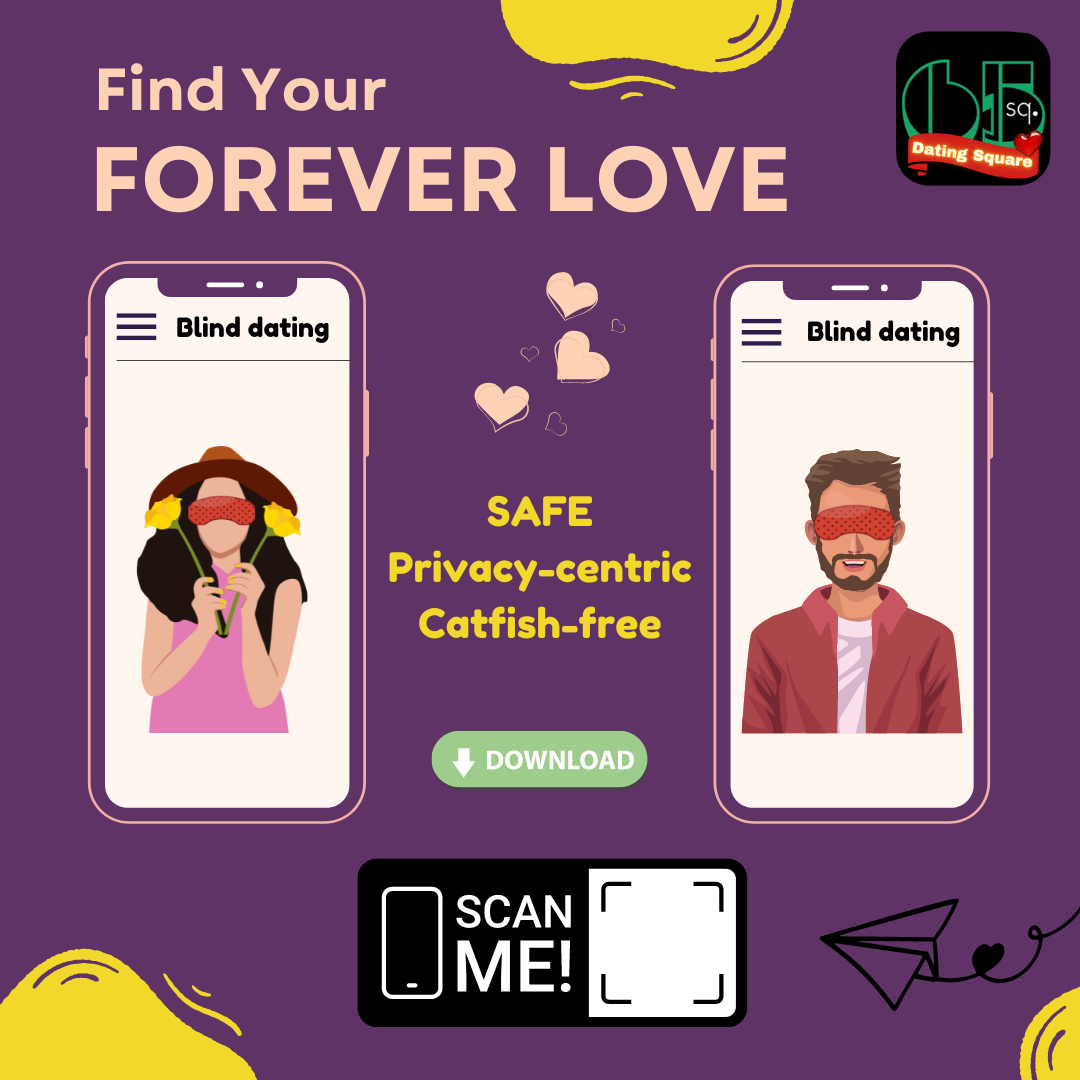 Find Your
FOREVER LOVE
65
sq.
Dating Square
Blind dating
Blind dating
SAFE
Privacy-centric
Catfish-free
DOWNLOAD
SCAN
ME!